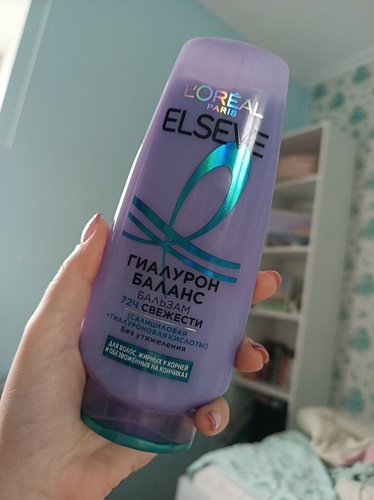 L'ORÉAL
PARIS
ELSEVE
ГИАЛУРОН
БАЛАНС
БАЛЬЗАМ
72Ч СВЕЖЕСТИ
[САЛИЦИЛОВАЯ
+ГИАЛУРОНОВАЯ КИСЛОТЫ]
Без утяжеления
ДЛЯ ВОЛОС, ЖИРНЫХ У КОРНЕЙ
И ОБЕЗВОЖЕННЫХ НА КОНЧИКАХ